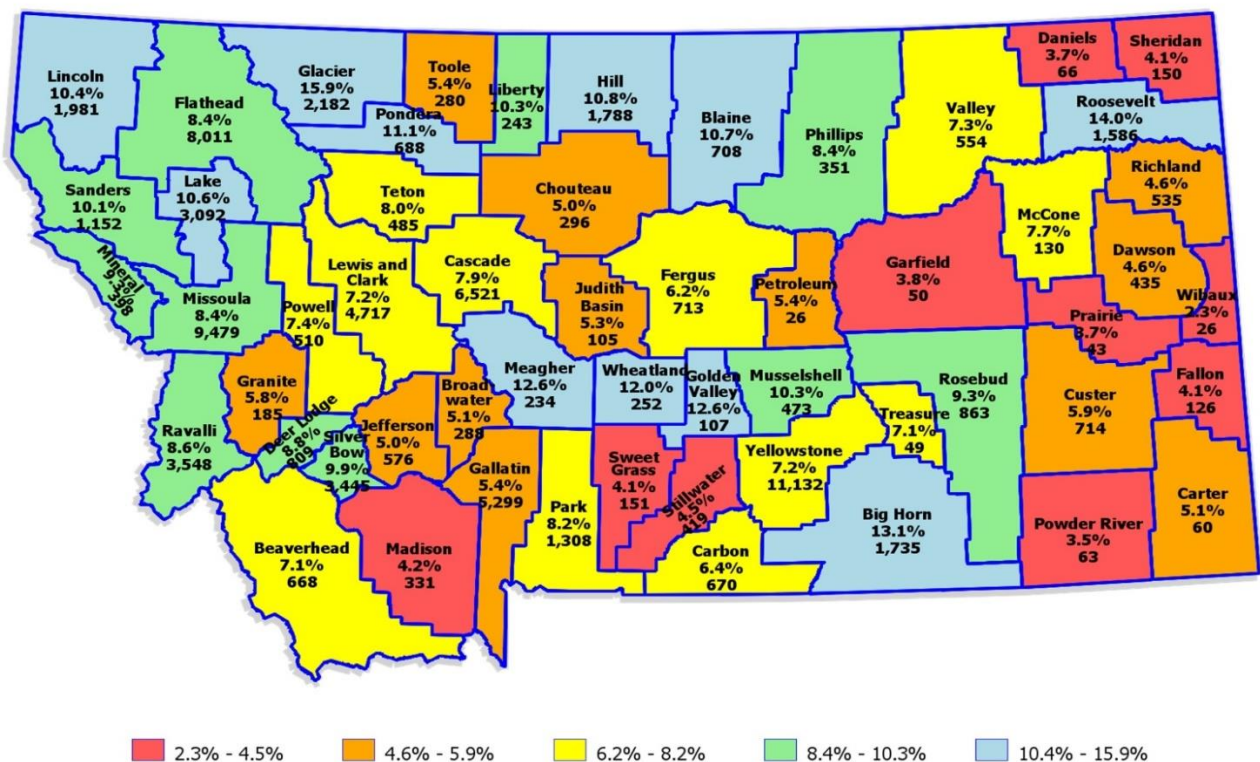 Lincoln
10.4%
1,981
Flathead
8.4%
8,011
Glacier
15.9%
2,182
Toole
5.4%
280
Pondera
11.1%
688
Liberty
10.3%
243
Hill
10.8%
1,788
Blaine
10.7%
708
Phillips
8.4%
351
Valley
7.3%
554
Daniels
3.7%
66
Sheridan
4.1%
150
Roosevelt
14.0%
1,586
Richland
4.6%
535
Sanders
10.1%
1,152
Lake
10.6%
3,092
Teton
8.0%
485
Chouteau
5.0%
296
McCone
7.7%
130
Dawson
4.6%
435
Mineral
9.3%
398
Missoula
8.4%
9,479
Powell
7.4%
510
Lewis and
Clark
7.2%
4,717
Cascade
7.9%
6,521
Judith
Basin
5.3%
105
Fergus
6.2%
713
Petroleum
5.4%
26
Garfield
3.8%
50
Prairie
3.7%
43
Wibaux
2.3%
26
Granite
5.8%
185
Meagher
12.6%
234
Wheatland
12.0%
252
Golden
Valley
12.6%
107
Musselshell
10.3%
473
Rosebud
9.3%
863
Custer
5.9%
714
Fallon
4.1%
126
Ravalli
8.6%
3,548
Deer Lodge
8.8%
809
Silver
Bow
9.9%
3,445
Jefferson
5.0%
576
Broad
water
5.1%
288
Gallatin
5.4%
5,299
Park
8.2%
1,308
Sweet
Grass
4.1%
151
Stillwater
4.5%
419
Yellowstone
7.2%
11,132
Treasure
7.1%
49
Big Horn
13.1%
1,735
Powder River
3.5%
63
Carter
5.1%
60
Beaverhead
7.1%
668
Madison
4.2%
331
Carbon
6.4%
670
2.3% - 4.5%
4.6% - 5.9%
6.2% - 8.2%
8.4% - 10.3%
10.4% - 15.9%